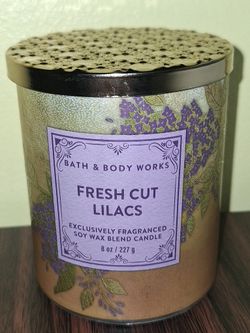 BATH & BODY WORKS
FRESH CUT
LILACS
EXCLUSIVELY FRAGRANCED
SOY WAX BLEND CANDLE
8 oz / 227 g